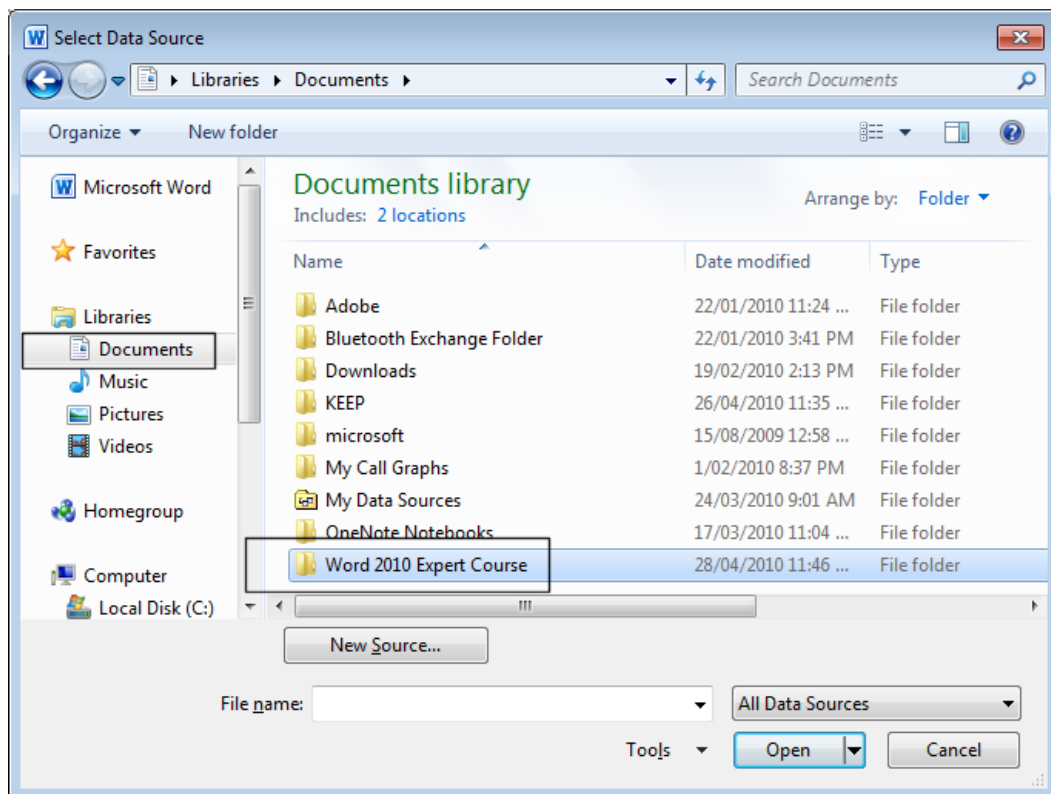 Select Data Source
Libraries Documents Search Documents
Organize New folder
Microsoft Word
Favorites
Libraries
Documents
Music
Pictures
Videos
Homegroup
Computer
Local Disk (C:)
Documents library
Includes: 2 locations
Arrange by: Folder
Name Date modified Type
Adobe 22/01/2010 11:24 ... File folder
Bluetooth Exchange Folder 22/01/2010 3:41 PM File folder
Downloads 19/02/2010 2:13 PM File folder
KEEP 26/04/2010 11:35 ... File folder
microsoft 15/08/2009 12:58 ... File folder
My Call Graphs 1/02/2010 8:37 PM File folder
My Data Sources 24/03/2010 9:01 AM File folder
OneNote Notebooks 17/03/2010 11:04 ... File folder
Word 2010 Expert Course 28/04/2010 11:46 ... File folder
New Source...
File name: All Data Sources
Tools Open Cancel